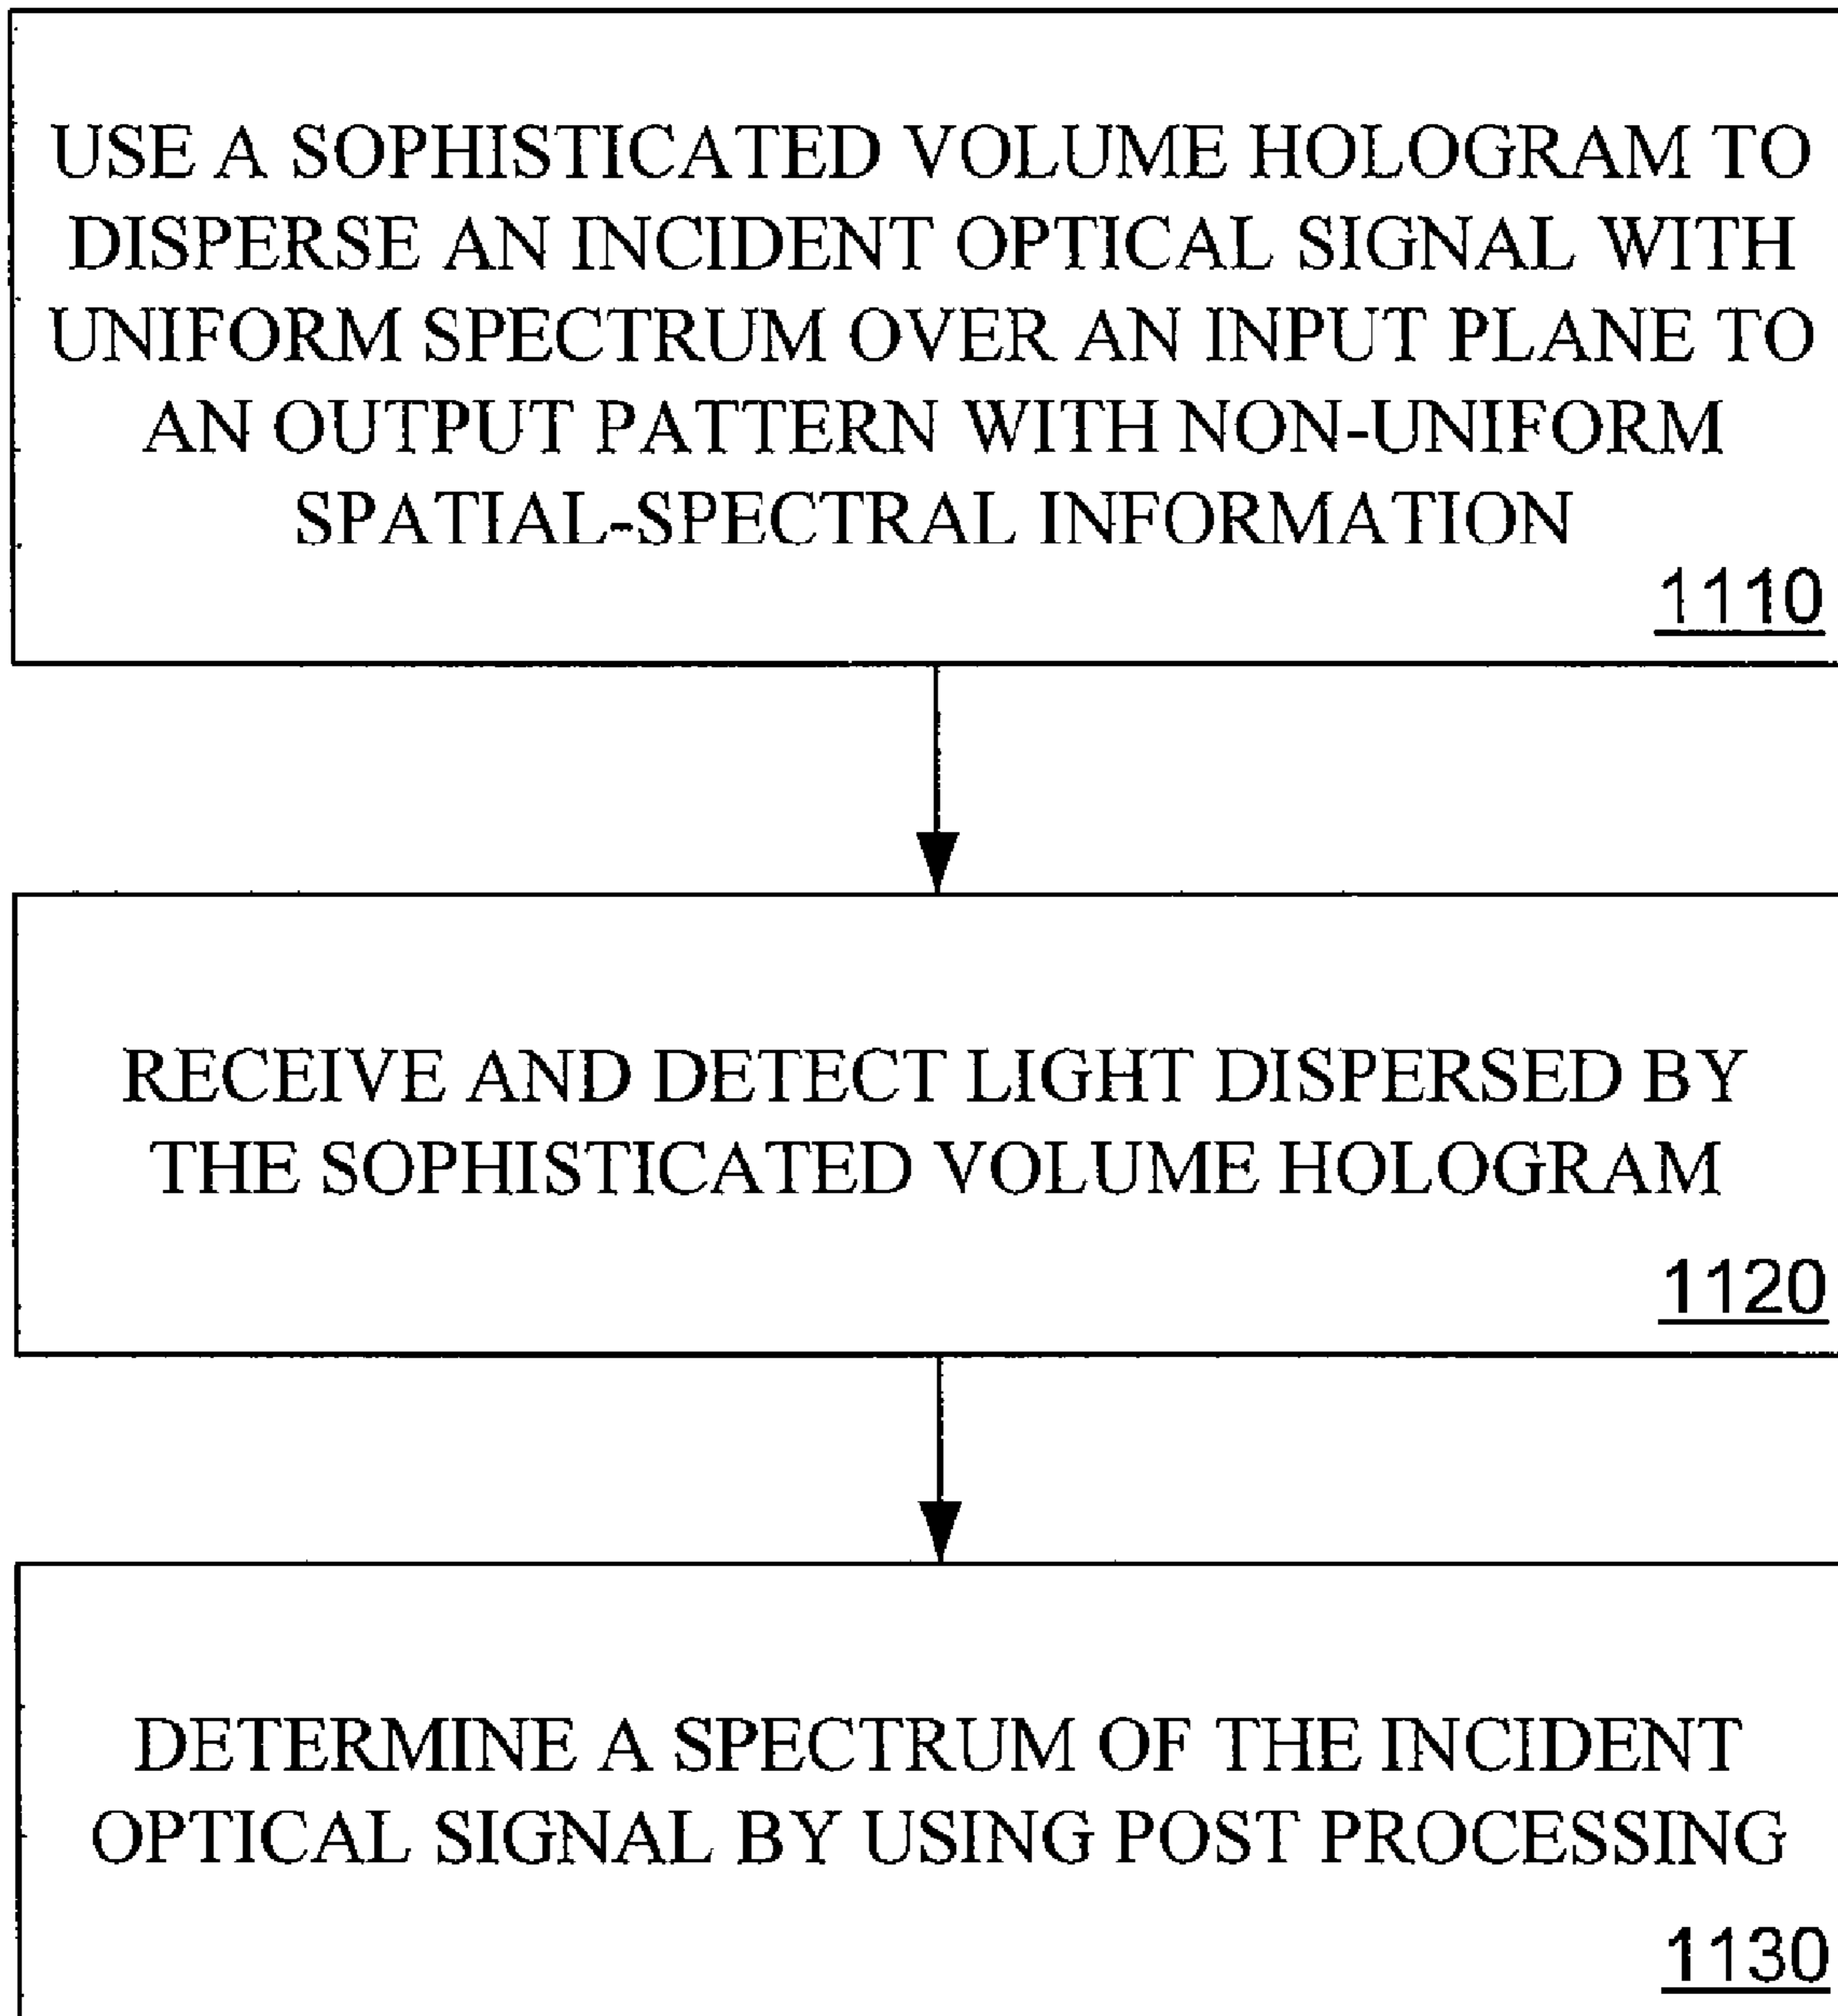 USE A SOPHISTICATED VOLUME HOLOGRAM TO
DISPERSE AN INCIDENT OPTICAL SIGNAL WITH
UNIFORM SPECTRUM OVER AN INPUT PLANE TO
AN OUTPUT PATTERN WITH NON-UNIFORM
SPATIAL-SPECTRAL INFORMATION
1110
RECEIVE AND DETECT LIGHT DISPERSED BY
THE SOPHISTICATED VOLUME HOLOGRAM
1120
DETERMINE A SPECTRUM OF THE INCIDENT
OPTICAL SIGNAL BY USING POST PROCESSING
1130